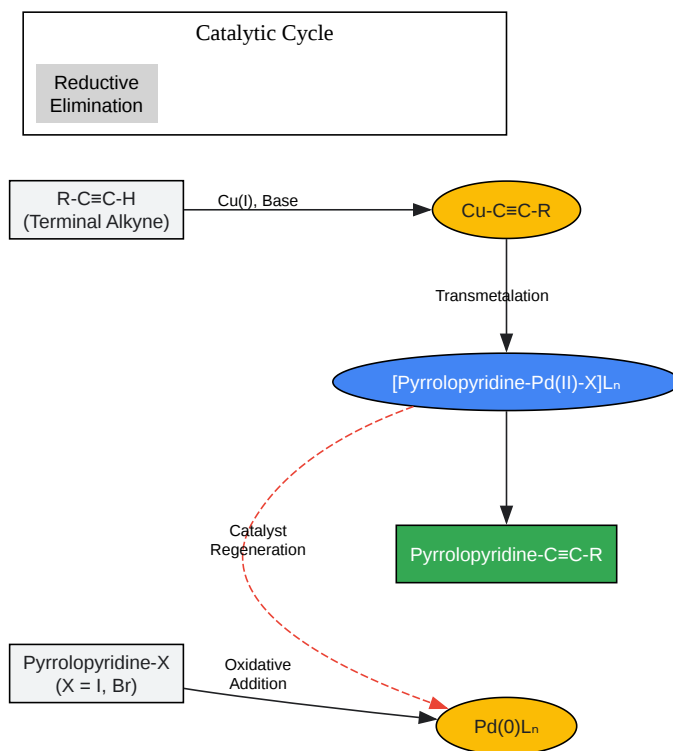 Catalytic Cycle
Reductive
Elimination
R-C≡C-H
(Terminal Alkyne)
Cu(I), Base
Cu-C≡C-R
Transmetalation
[Pyrrolopyridine-Pd(II)-X]Lₙ
Catalyst
Regeneration
Pyrrolopyridine-C≡C-R
Pyrrolopyridine-X
(X = I, Br)
Oxidative
Addition
Pd(0)Lₙ